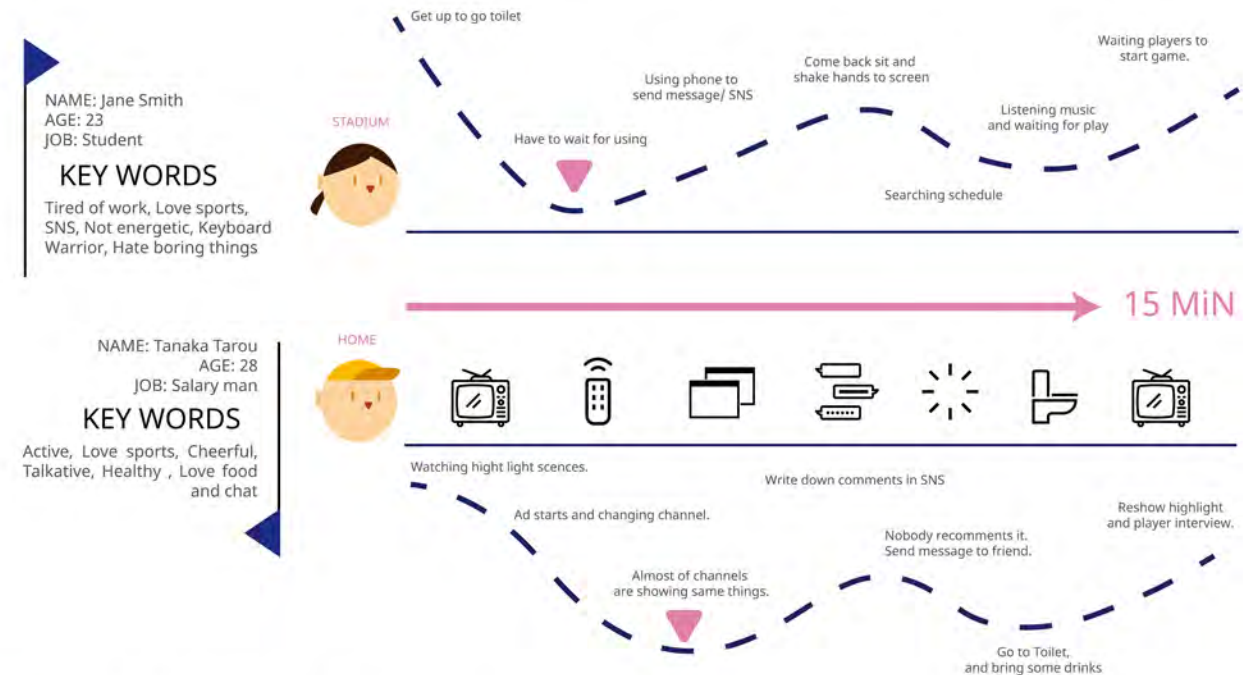 Get up to go toilet
Waiting players to
start game.
Come back sit and
shake hands to screen
Using phone to
send message/ SNS
NAME: Jane Smith
AGE: 23
JOB: Student
KEY WORDS
Tired of work, Love sports,
SNS, Not energetic, Keyboard
Warrior, Hate boring things
STADIUM
Have to wait for using
Listening music
and waiting for play
Searching schedule
15 MiN
NAME: Tanaka Tarou
AGE: 28
JOB: Salary man
KEY WORDS
Active, Love sports, Cheerful,
Talkative, Healthy , Love food
and chat
HOME
Watching hight light scences.
Write down comments in SNS
Ad starts and changing channel.
Reshow highlight
and player interview.
Nobody recomments it.
Send message to friend.
Almost of channels
are showing same things.
Go to Toilet,
and bring some drinks